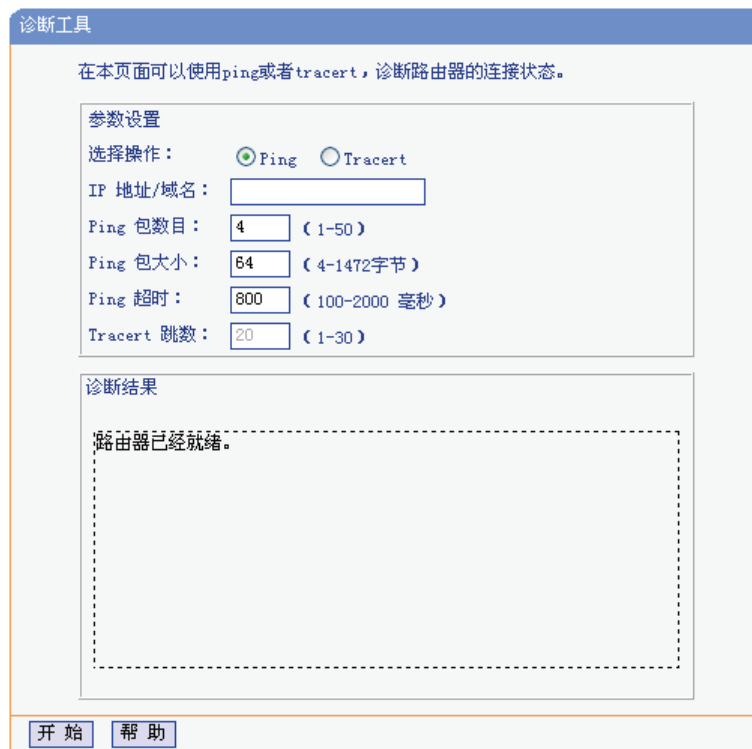 诊断工具
在本页面可以使用ping或者tracert，诊断路由器的连接状态。
参数设置
选择操作： Ping Tracert
IP 地址/域名：
Ping 包数目： 4 （1-50）
Ping 包大小： 64 （4-1472字节）
Ping 超时： 800 （100-2000 毫秒）
Tracert 跳数： 20 （1-30）
诊断结果
路由器已经就绪。
开 始 帮 助